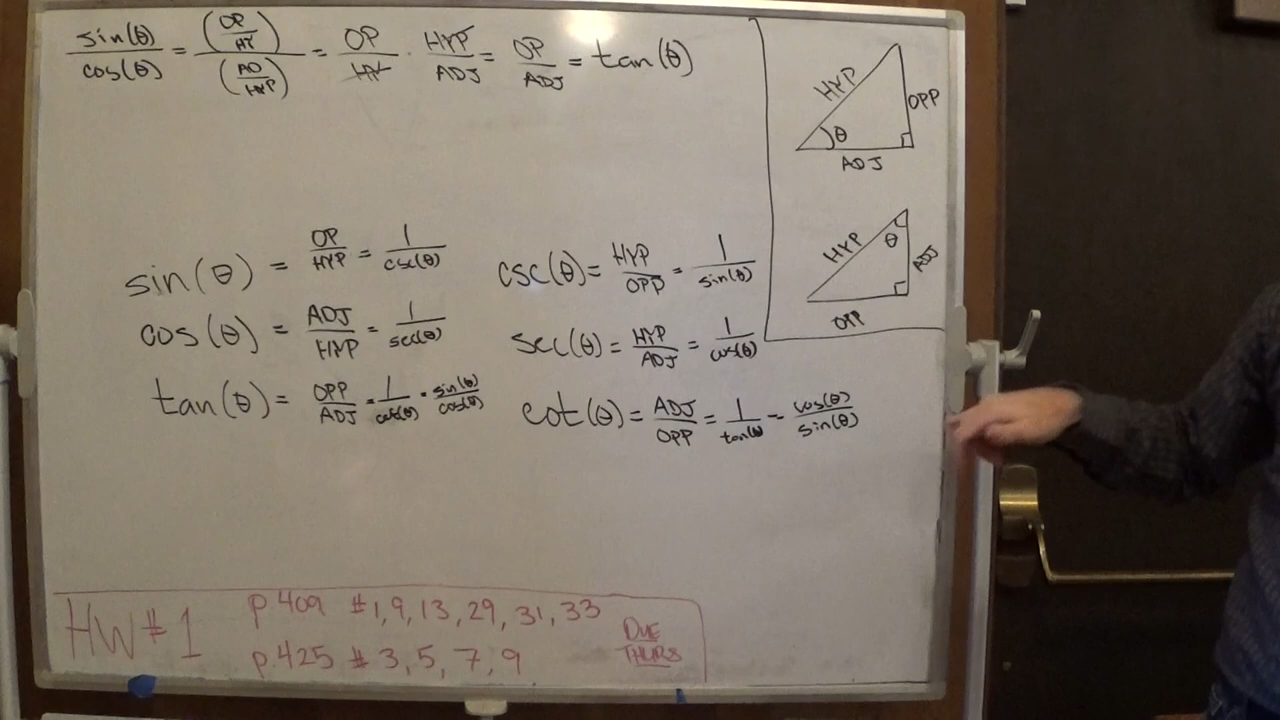 sin(θ)/cos(θ) = (OP/HY)/(AD/HYP) = OP/HY · HYP/ADJ = OP/ADJ = tan(θ)
HYP
OPP
θ
ADJ
HYP
θ
ADJ
OPP
sin(θ) = OP/HYP = 1/csc(θ)
csc(θ) = HYP/OPP = 1/sin(θ)
cos(θ) = ADJ/HYP = 1/sec(θ)
sec(θ) = HYP/ADJ = 1/cos(θ)
tan(θ) = OPP/ADJ = 1/cot(θ) = sin(θ)/cos(θ)
cot(θ) = ADJ/OPP = 1/tan(θ) = cos(θ)/sin(θ)
HW #1
p.409 #1, 9, 13, 29, 31, 33
p.425 # 3, 5, 7, 9
DUE
THURS